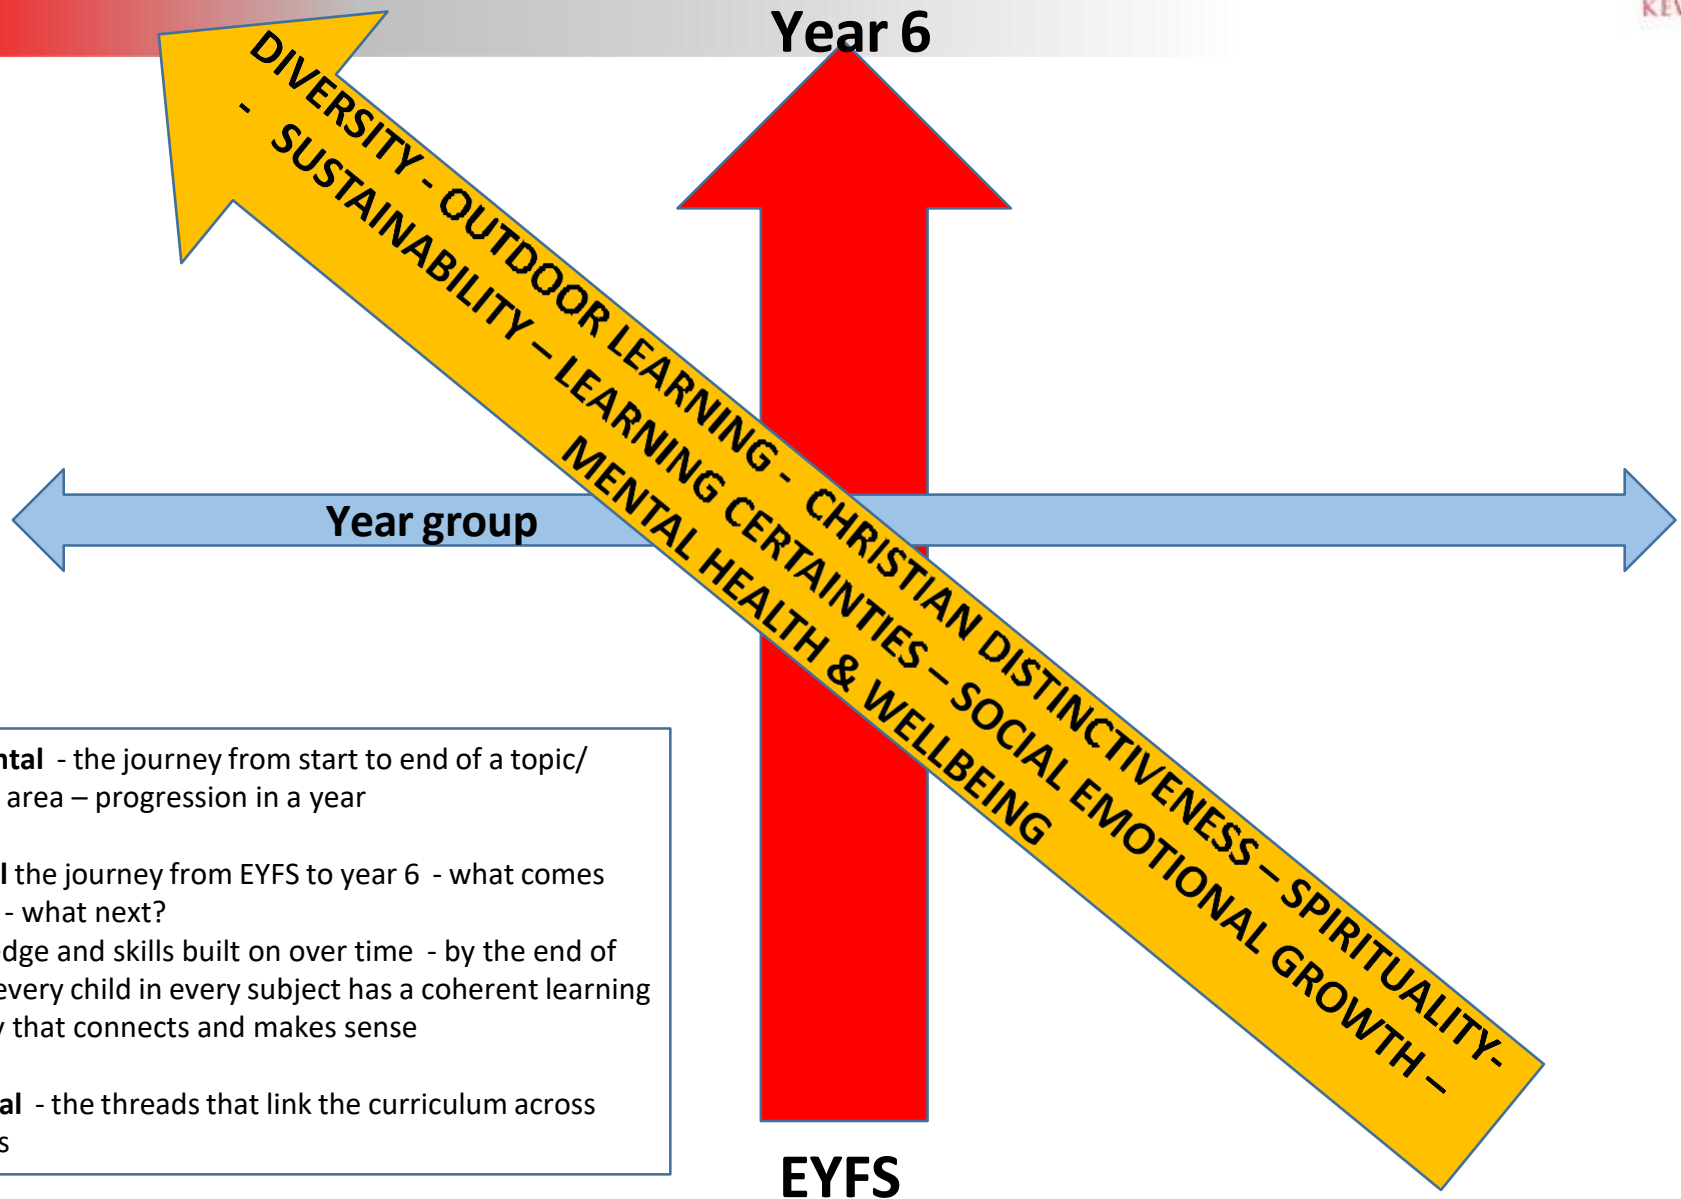 Year 6
DIVERSITY - OUTDOOR LEARNING - CHRISTIAN DISTINCTIVENESS – SPIRITUALITY-
- SUSTAINABILITY – LEARNING CERTAINTIES – SOCIAL EMOTIONAL GROWTH –
MENTAL HEALTH & WELLBEING
Year group
- the journey from start to end of a topic/
area – progression in a year
the journey from EYFS to year 6 - what comes
- what next?
and skills built on over time - by the end of
every child in every subject has a coherent learning
that connects and makes sense
- the threads that link the curriculum across
EYFS